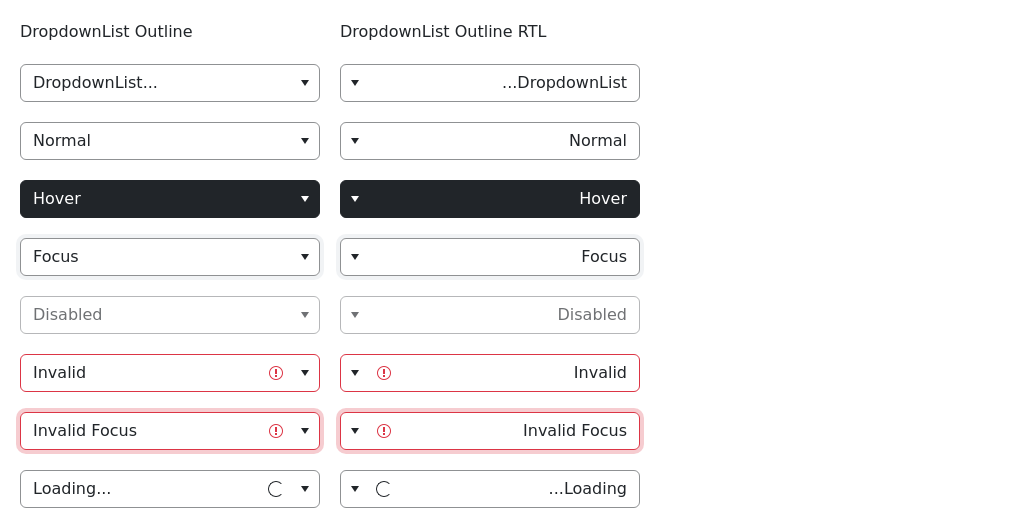 DropdownList Outline
DropdownList Outline RTL
DropdownList...
...DropdownList
Normal
Normal
Hover
Hover
Focus
Focus
Disabled
Disabled
Invalid
Invalid
Invalid Focus
Invalid Focus
Loading...
...Loading